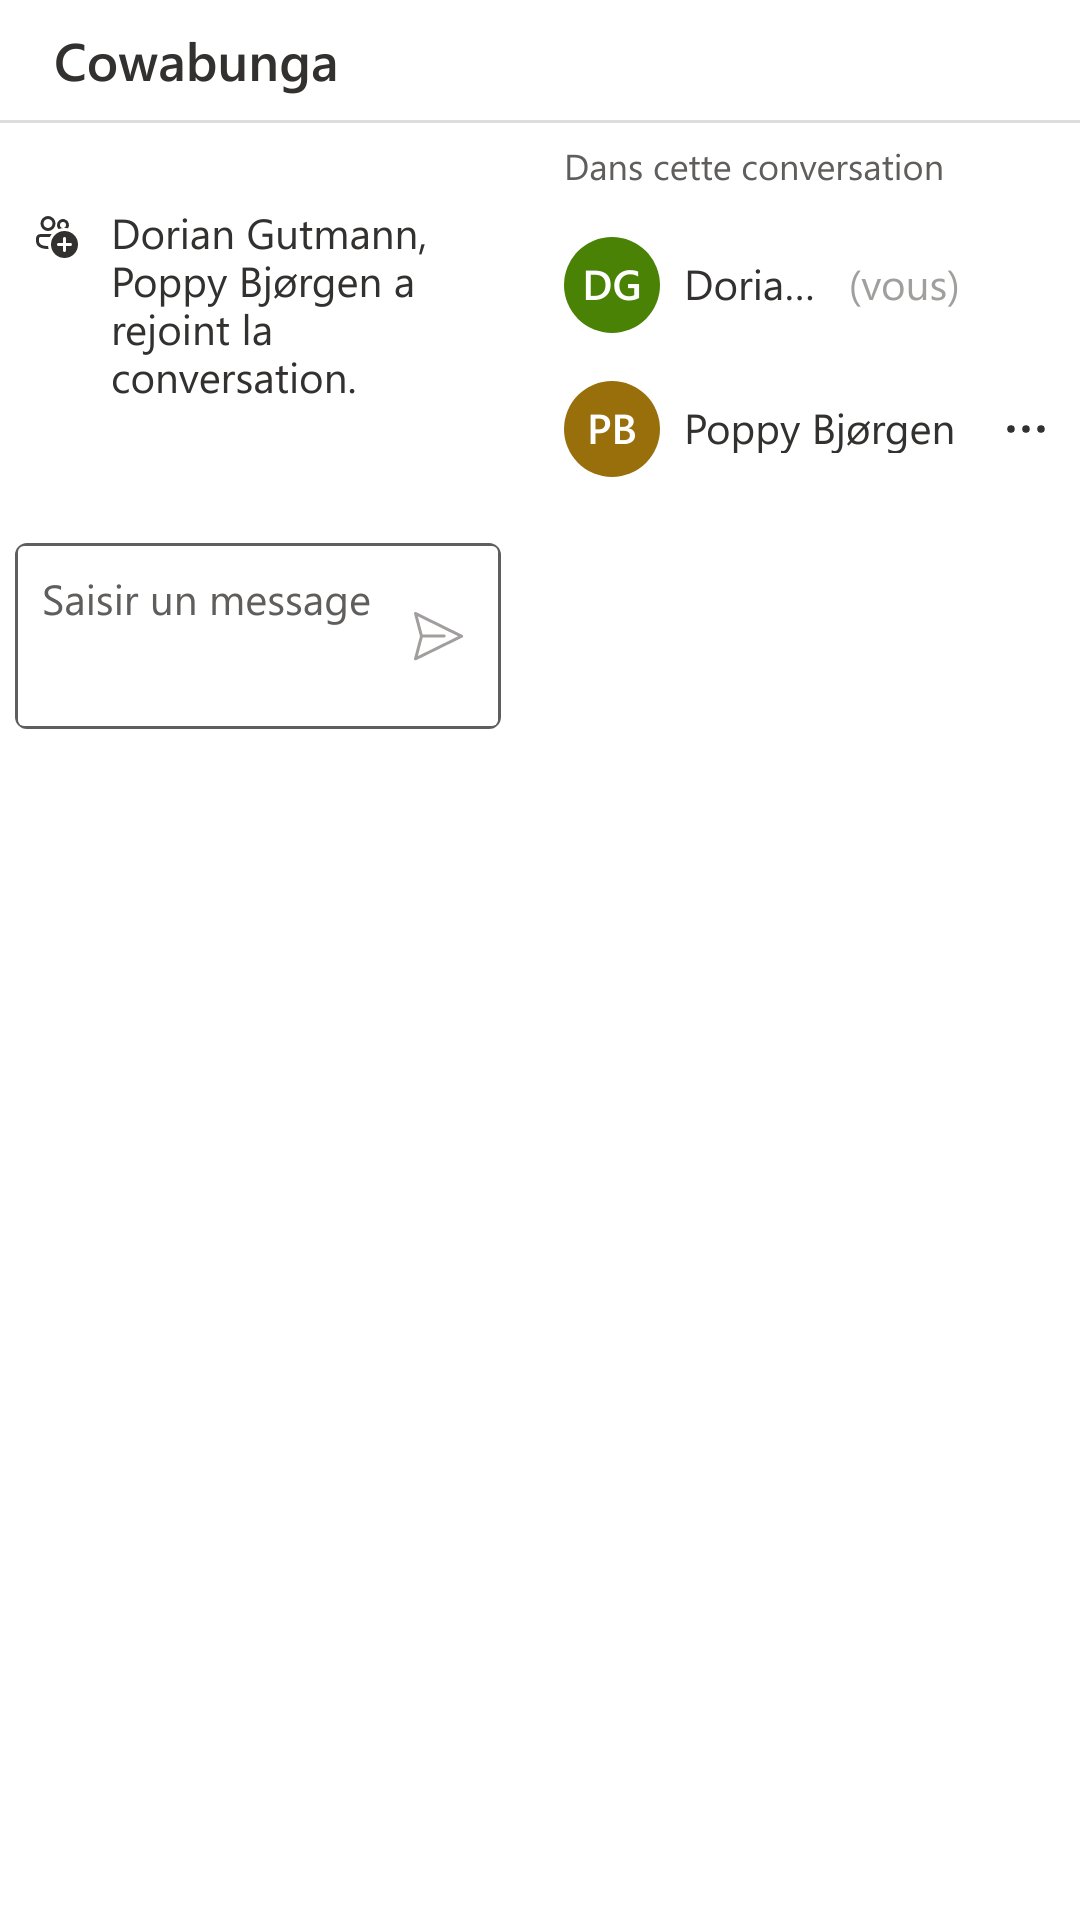 Cowabunga
Dorian Gutmann,
Poppy Bjørgen a
rejoint la
conversation.
Saisir un message
Dans cette conversation
DG Doria... (vous)
PB Poppy Bjørgen